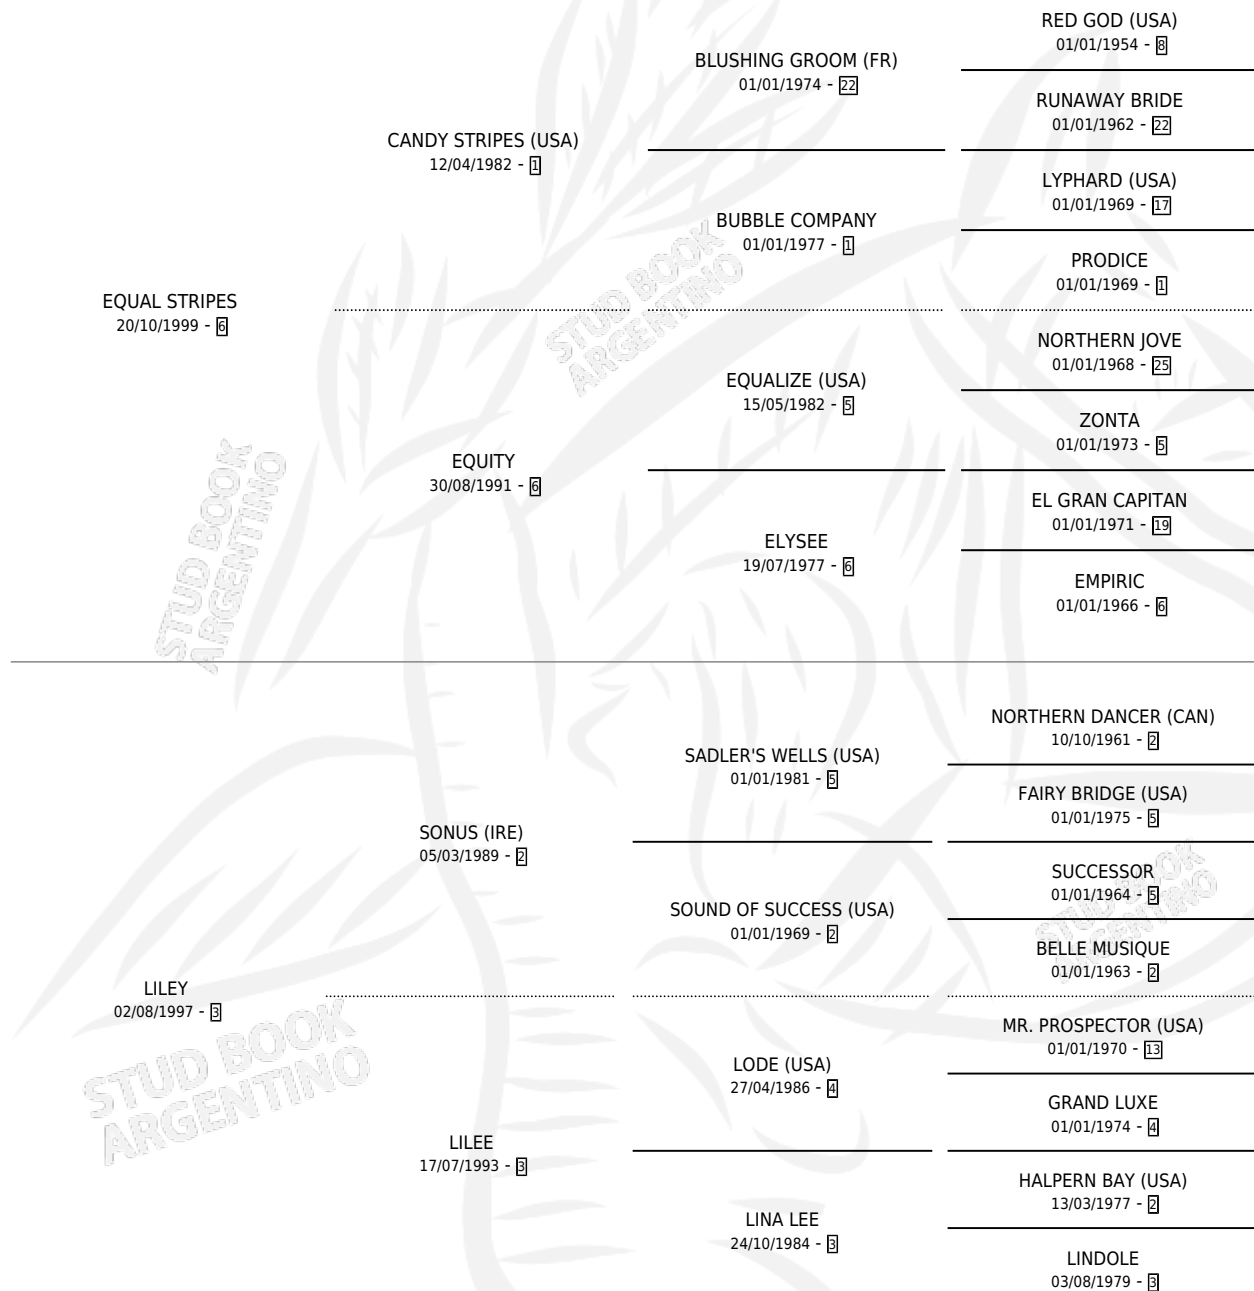 RED GOD (USA)
01/01/1954 - 8
BLUSHING GROOM (FR)
01/01/1974 - 22
RUNAWAY BRIDE
01/01/1962 - 22
CANDY STRIPES (USA)
12/04/1982 - 1
LYPHARD (USA)
01/01/1969 - 17
BUBBLE COMPANY
01/01/1977 - 1
PRODICE
01/01/1969 - 1
EQUAL STRIPES
20/10/1999 - 6
NORTHERN JOVE
01/01/1968 - 25
EQUALIZE (USA)
15/05/1982 - 5
ZONTA
01/01/1973 - 5
EQUITY
30/08/1991 - 6
EL GRAN CAPITAN
01/01/1971 - 19
ELYSEE
19/07/1977 - 6
EMPIRIC
01/01/1966 - 6
STUD BOOK
ARGENTINO
STUD BOOK
ARGENTINO
NORTHERN DANCER (CAN)
10/10/1961 - 2
SADLER'S WELLS (USA)
01/01/1981 - 5
FAIRY BRIDGE (USA)
01/01/1975 - 5
SONUS (IRE)
05/03/1989 - 2
SUCCESSOR
01/01/1964 - 5
SOUND OF SUCCESS (USA)
01/01/1969 - 2
BELLE MUSIQUE
01/01/1963 - 2
LILEY
02/08/1997 - 3
MR. PROSPECTOR (USA)
01/01/1970 - 13
LODE (USA)
27/04/1986 - 4
GRAND LUXE
01/01/1974 - 4
LILEE
17/07/1993 - 3
HALPERN BAY (USA)
13/03/1977 - 2
LINA LEE
24/10/1984 - 3
LINDOLE
03/08/1979 - 3
STUD BOOK
ARGENTINO
STUD BOOK
ARGENTINO